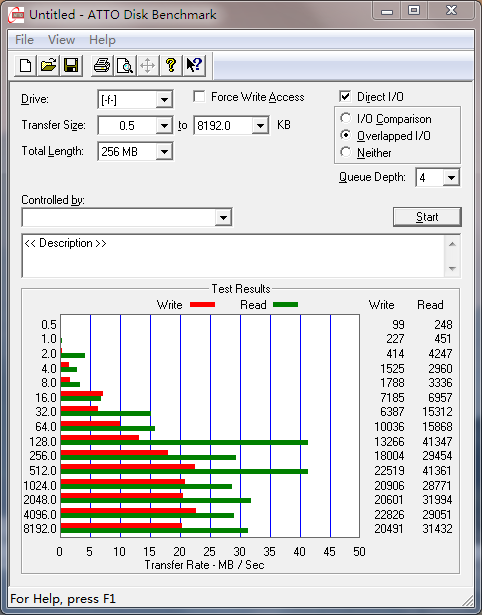 Untitled - ATTO Disk Benchmark
File View Help
Drive: [-f-] Force Write Access Direct I/O
Transfer Size: 0.5 to 8192.0 KB I/O Comparison
Overlapped I/O
Total Length: 256 MB Neither
Queue Depth: 4
Controlled by:
Start
<< Description >>
Test Results
Write Read Write Read
0.5 99 248
1.0 227 451
2.0 414 4247
4.0 1525 2960
8.0 1788 3336
16.0 7185 6957
32.0 6387 15312
64.0 10036 15868
128.0 13266 41347
256.0 18004 29454
512.0 22519 41361
1024.0 20906 28771
2048.0 20601 31994
4096.0 22826 29051
8192.0 20491 31432
0 5 10 15 20 25 30 35 40 45 50
Transfer Rate - MB / Sec
For Help, press F1